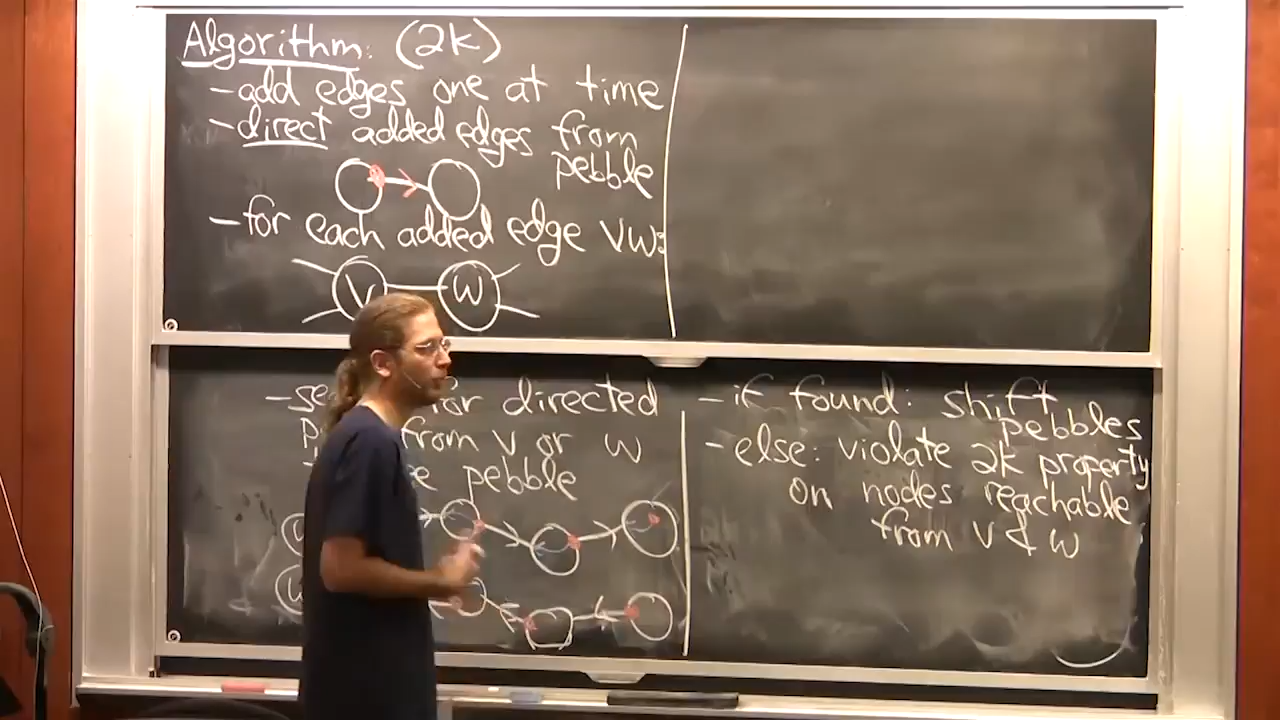 Algorithm: (2k)
- add edges one at time
- direct added edges from
pebble
- for each added edge vw:
v w
for directed
from v or w
pebble
- if found: shift
pebbles
- else: violate 2k property
on nodes reachable
from v & w